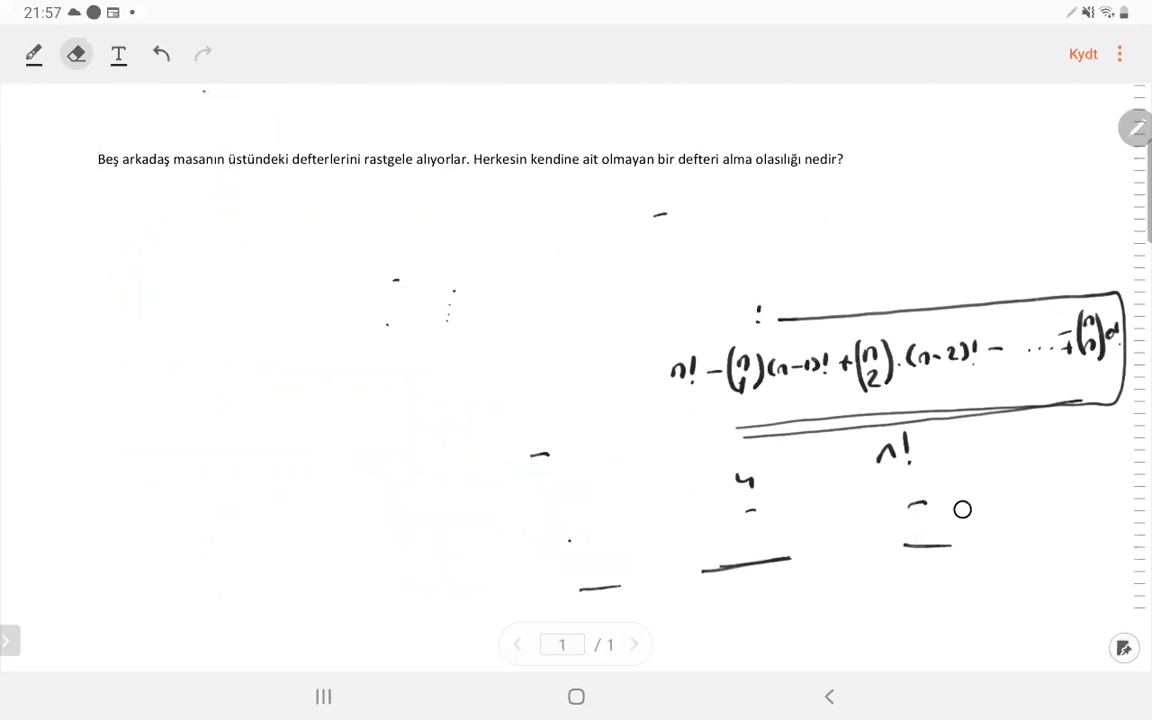 21:57
Kydt
Beş arkadaş masanın üstündeki defterlerini rastgele alıyorlar. Herkesin kendine ait olmayan bir defteri alma olasılığı nedir?
n! - (n 1)(n-1)! + (n 2).(n-2)! - ... -+ (n n) 0!
n!
4
1 / 1